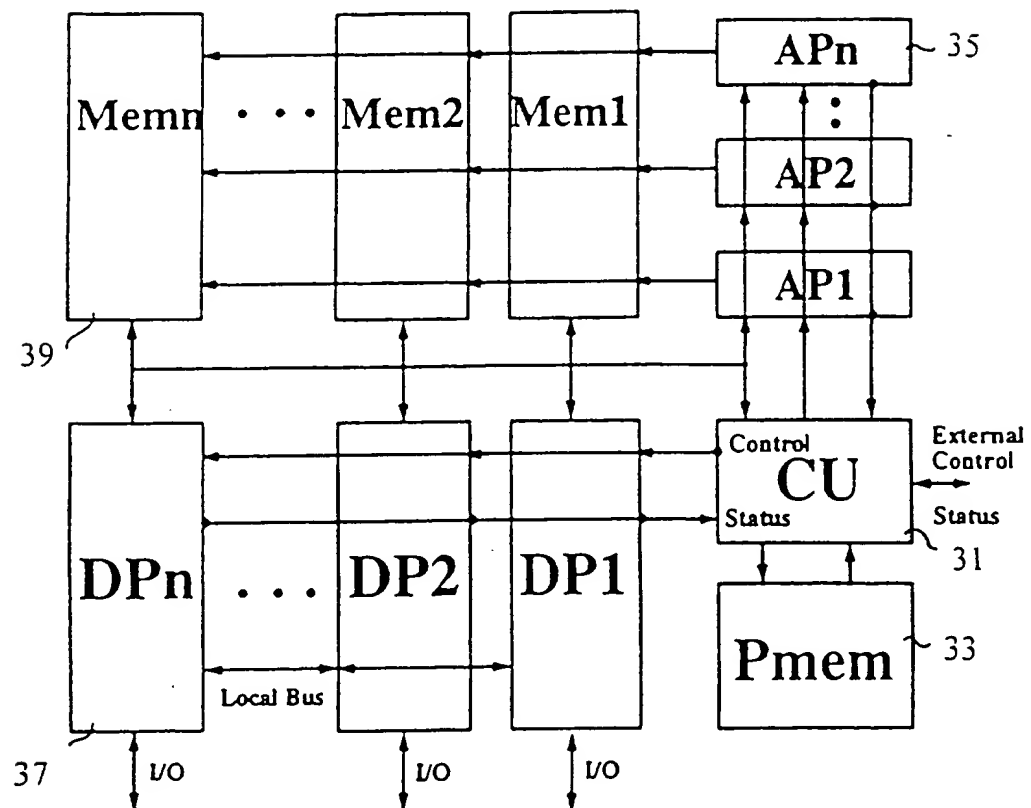 APn
35
Memn
Mem2
Mem1
AP2
AP1
39
Control
External
Control
CU
Status
Status
31
DPn
DP2
DP1
Pmem
33
Local Bus
37
I/O
I/O